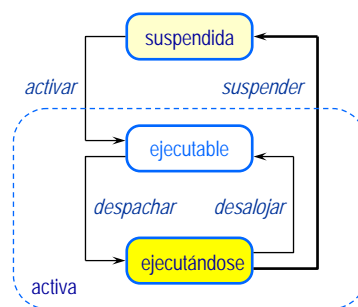 suspendida
activar
suspender
ejecutable
despachar
desalojar
ejecutándose
activa